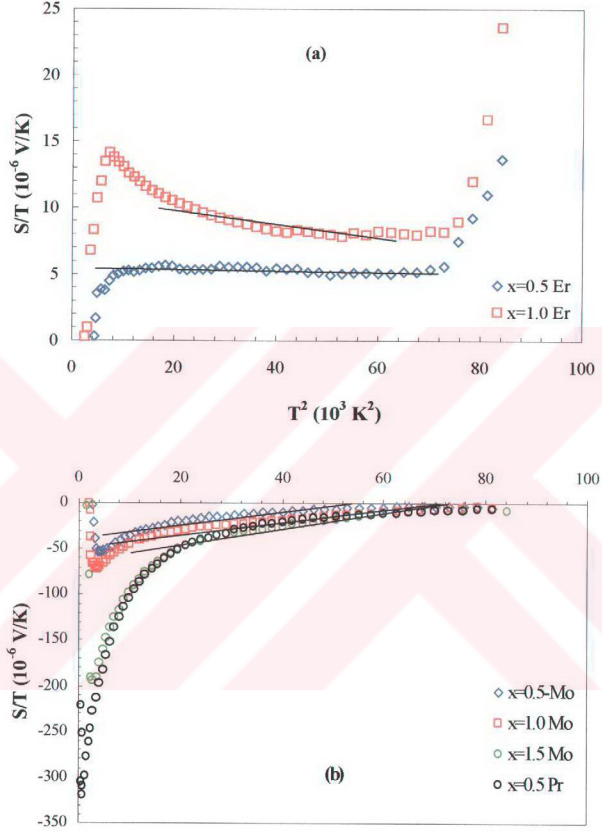 25
(a)
20
15
10
5
0
S/T (10⁻⁶ V/K)
x=0.5 Er
x=1.0 Er
0 20 40 60 80 100
T² (10³ K²)
0 20 40 60 80 100
0
-50
-100
-150
-200
-250
-300
-350
S/T (10⁻⁶ V/K)
x=0.5-Mo
x=1.0 Mo
x=1.5 Mo
x=0.5 Pr
(b)